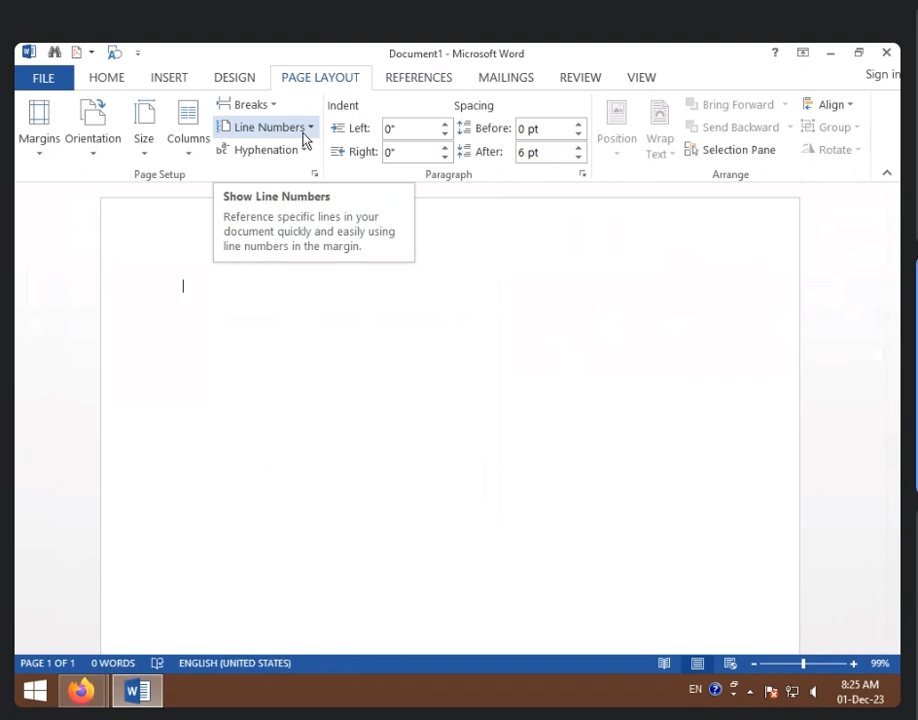 Document1 - Microsoft Word
?
Sign in
FILE HOME INSERT DESIGN PAGE LAYOUT REFERENCES MAILINGS REVIEW VIEW
Margins
Orientation
Size
Columns
Breaks
Line Numbers
Hyphenation
Page Setup
Indent
Left: 0"
Right: 0"
Spacing
Before: 0 pt
After: 6 pt
Paragraph
Position
Wrap
Text
Bring Forward
Send Backward
Selection Pane
Align
Group
Rotate
Arrange
Show Line Numbers
Reference specific lines in your
document quickly and easily using
line numbers in the margin.
PAGE 1 OF 1 0 WORDS ENGLISH (UNITED STATES) 99%
EN
8:25 AM
01-Dec-23